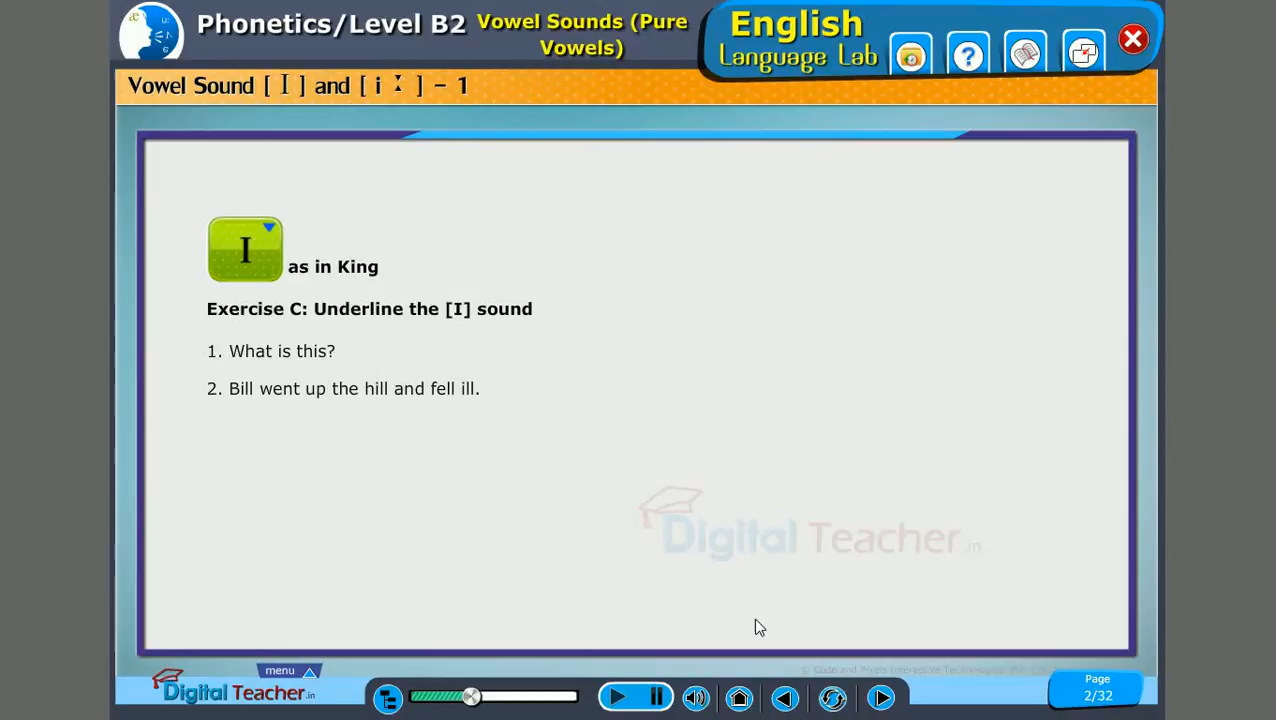 Phonetics/Level B2
Vowel Sounds (Pure
Vowels)
English
Language Lab
Vowel Sound [ I ] and [ i : ] - 1
I
as in King
Exercise C: Underline the [I] sound
1. What is this?
2. Bill went up the hill and fell ill.
Digital Teacher.in
menu
Digital Teacher.in
Page
2/32